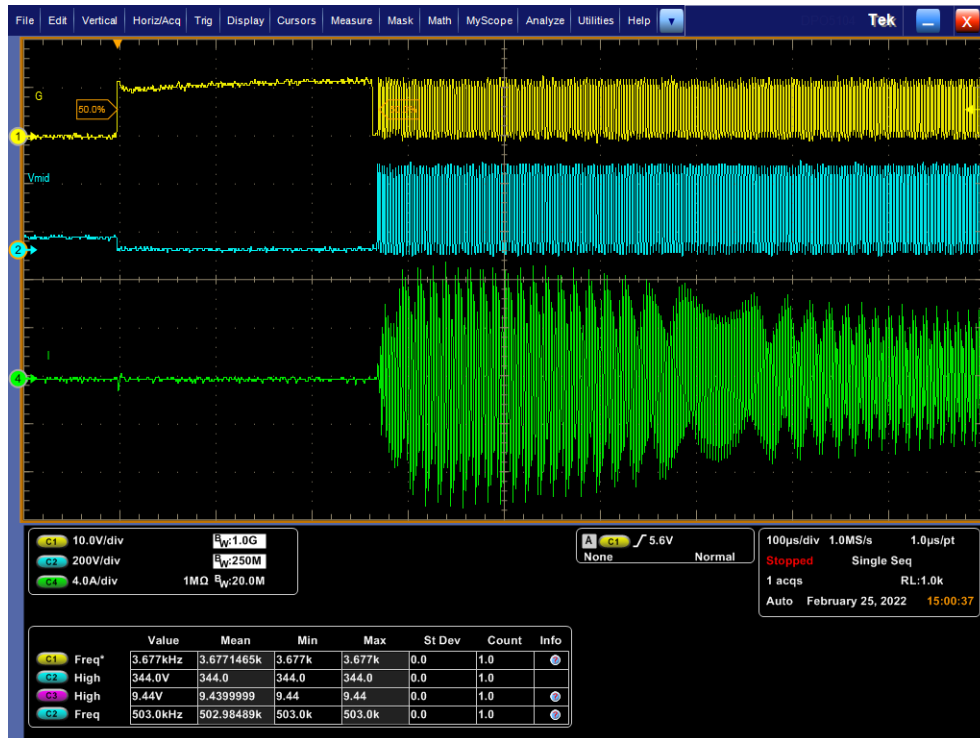 File Edit Vertical Horiz/Acq Trig Display Cursors Measure Mask Math MyScope Analyze Utilities Help Tek X
G
50.0%
1
Vmid
2
I
4
C1 10.0V/div BW:1.0G
C2 200V/div BW:250M
C4 4.0A/div 1MΩ BW:20.0M
A C1 5.6V
None Normal
100µs/div 1.0MS/s 1.0µs/pt
Stopped Single Seq
1 acqs RL:1.0k
Auto February 25, 2022 15:00:37
Value Mean Min Max St Dev Count Info
C1 Freq* 3.677kHz 3.6771465k 3.677k 3.677k 0.0 1.0
C2 High 344.0V 344.0 344.0 344.0 0.0 1.0
C3 High 9.44V 9.4399999 9.44 9.44 0.0 1.0
C2 Freq 503.0kHz 502.98489k 503.0k 503.0k 0.0 1.0